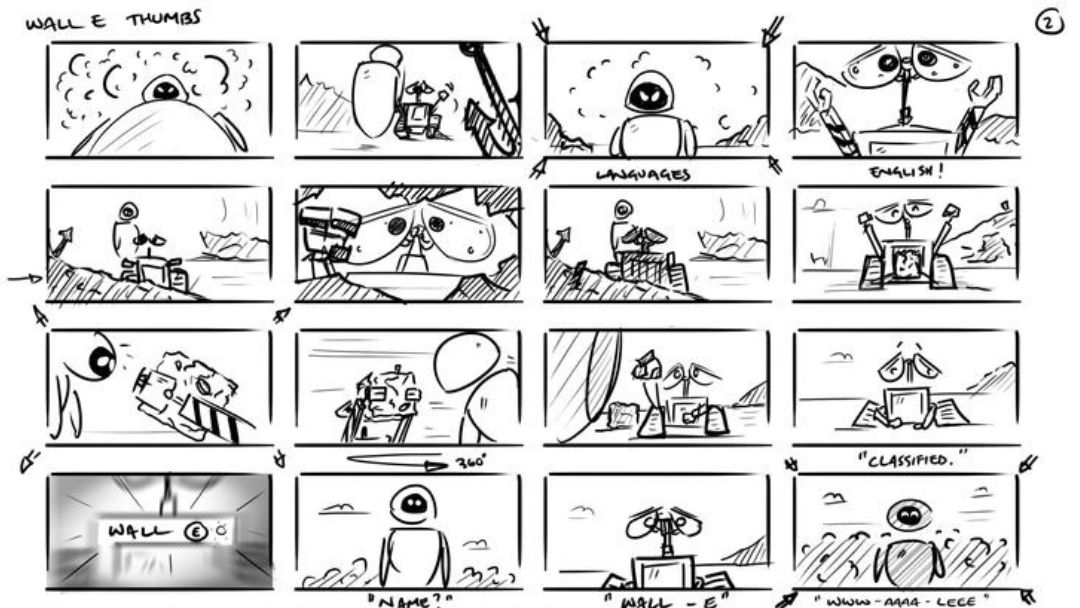 WALL E THUMBS
2
LANGUAGES
ENGLISH!
360°
"CLASSIFIED."
WALL E
"NAME?"
"WALL - E"
"WWW-AAAA-LEEE"